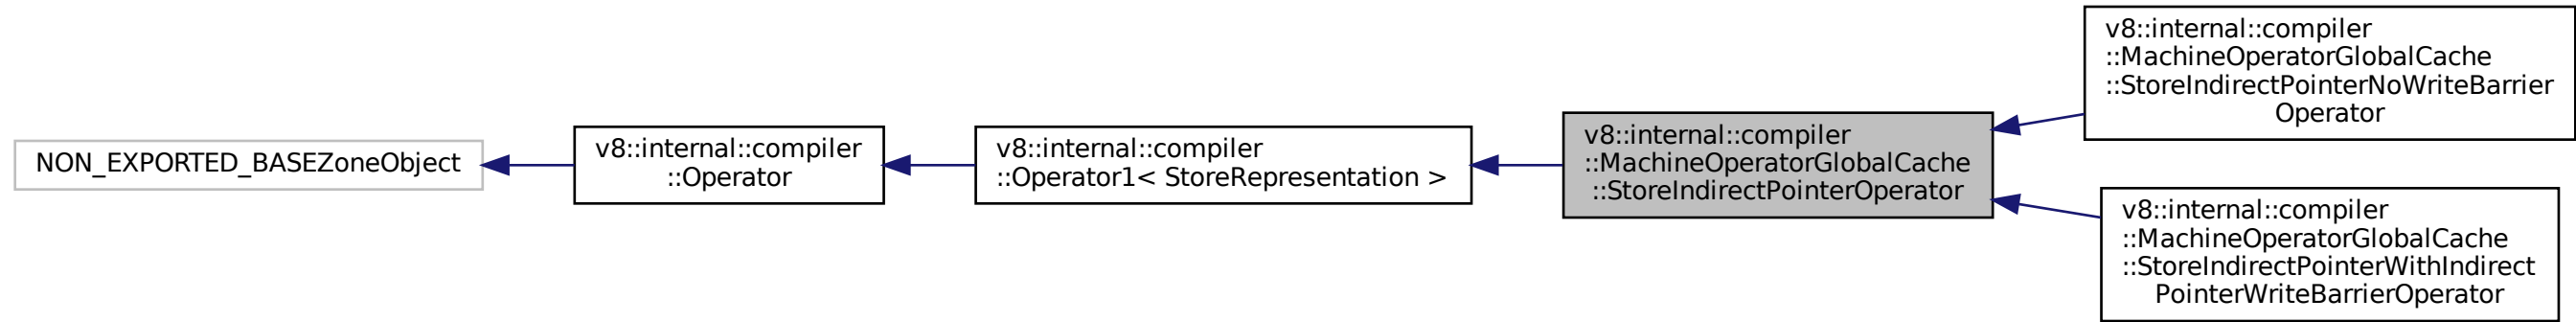 NON_EXPORTED_BASEZoneObject
v8::internal::compiler
::Operator
v8::internal::compiler
::Operator1< StoreRepresentation >
v8::internal::compiler
::MachineOperatorGlobalCache
::StoreIndirectPointerOperator
v8::internal::compiler
::MachineOperatorGlobalCache
::StoreIndirectPointerNoWriteBarrier
Operator
v8::internal::compiler
::MachineOperatorGlobalCache
::StoreIndirectPointerWithIndirect
PointerWriteBarrierOperator